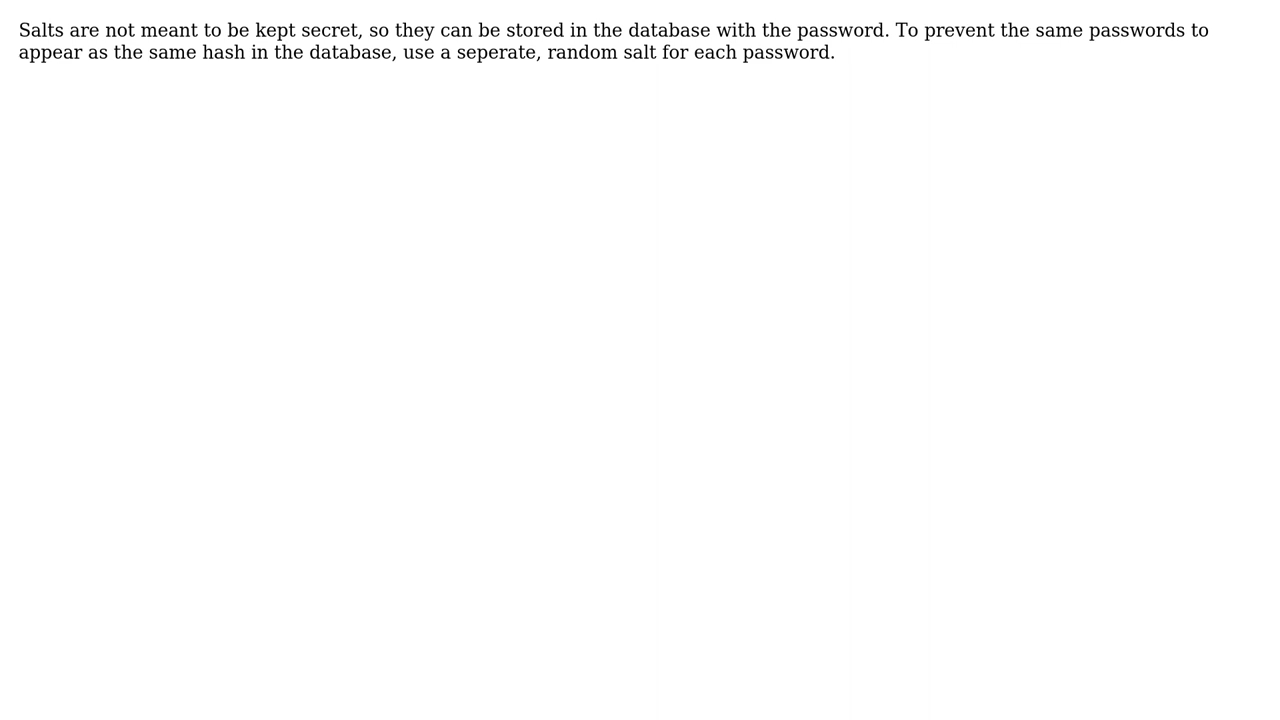 Salts are not meant to be kept secret, so they can be stored in the database with the password. To prevent the same passwords to
appear as the same hash in the database, use a seperate, random salt for each password.